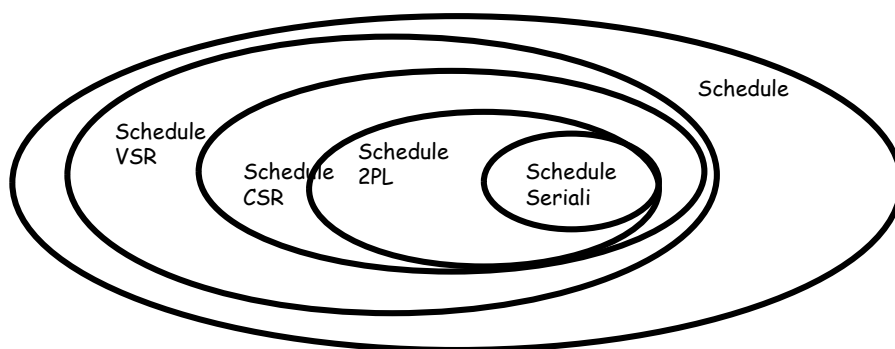 Schedule
Schedule
VSR
Schedule
2PL
Schedule
CSR
Schedule
Seriali